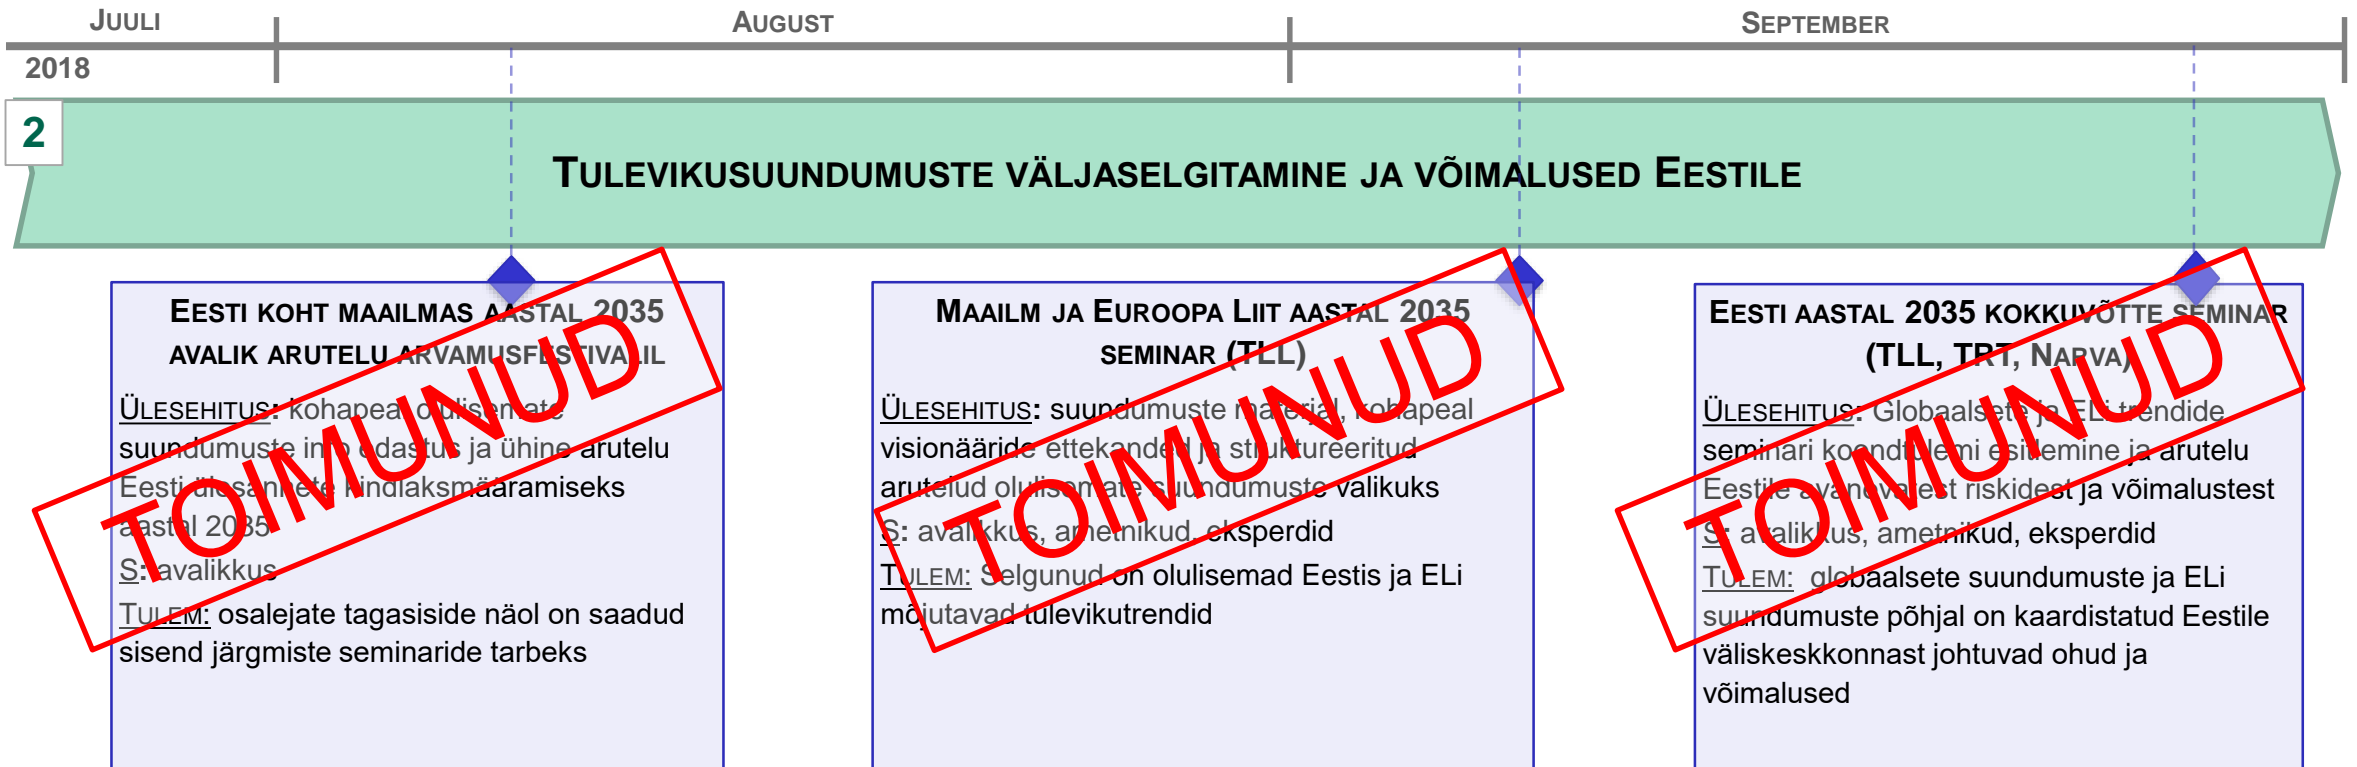 JUULI
AUGUST
SEPTEMBER
2018
2
TULEVIKUSUUNDUMUSTE VÄLJASELGITAMINE JA VÕIMALUSED EESTILE
EESTI KOHT MAAILMAS AASTAL 2035
AVALIK ARUTELU ARVAMUSFESTIVALIL
ÜLESEHITUS: kohapeal olulisemate
suundumuste info edastus ja ühine arutelu
Eesti ülesannete kindlaksmääramiseks
aastal 2035
S: avalikkus
TULEM: osalejate tagasiside näol on saadud
sisend järgmiste seminaride tarbeks
TOIMUNUD
MAAILM JA EUROOPA LIIT AASTAL 2035
SEMINAR (TLL)
ÜLESEHITUS: suundumuste materjal, kohapeal
visionääride ettekanded ja struktureeritud
arutelud olulisemate suundumuste valikuks
S: avalikkus, ametnikud, eksperdid
TULEM: Selgunud on olulisemad Eestis ja ELi
mõjutavad tulevikutrendid
TOIMUNUD
EESTI AASTAL 2035 KOKKUVÕTTE SEMINAR
(TLL, TRT, NARVA)
ÜLESEHITUS: Globaalsete ja ELi trendide
seminari koondtulemi esitlemine ja arutelu
Eestile avanevatest riskidest ja võimalustest
S: avalikkus, ametnikud, eksperdid
TULEM: globaalsete suundumuste ja ELi
suundumuste põhjal on kaardistatud Eestile
väliskeskkonnast johtuvad ohud ja
võimalused
TOIMUNUD